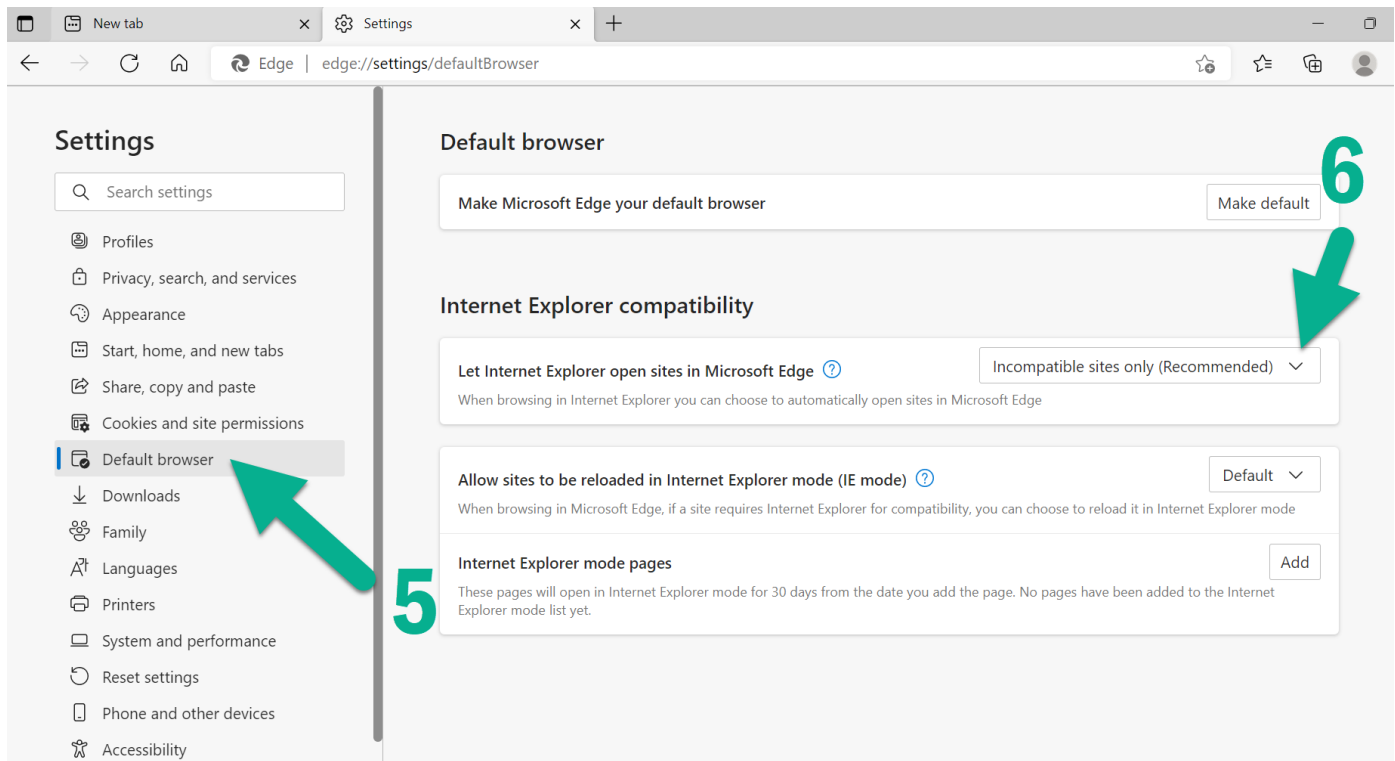 New tab
Settings
Edge | edge://settings/defaultBrowser
Settings
Search settings
Profiles
Privacy, search, and services
Appearance
Start, home, and new tabs
Share, copy and paste
Cookies and site permissions
Default browser
Downloads
Family
Languages
Printers
System and performance
Reset settings
Phone and other devices
Accessibility
5
Default browser
6
Make Microsoft Edge your default browser
Make default
Internet Explorer compatibility
Let Internet Explorer open sites in Microsoft Edge ?
Incompatible sites only (Recommended)
When browsing in Internet Explorer you can choose to automatically open sites in Microsoft Edge
Allow sites to be reloaded in Internet Explorer mode (IE mode) ?
Default
When browsing in Microsoft Edge, if a site requires Internet Explorer for compatibility, you can choose to reload it in Internet Explorer mode
Internet Explorer mode pages
Add
These pages will open in Internet Explorer mode for 30 days from the date you add the page. No pages have been added to the Internet
Explorer mode list yet.